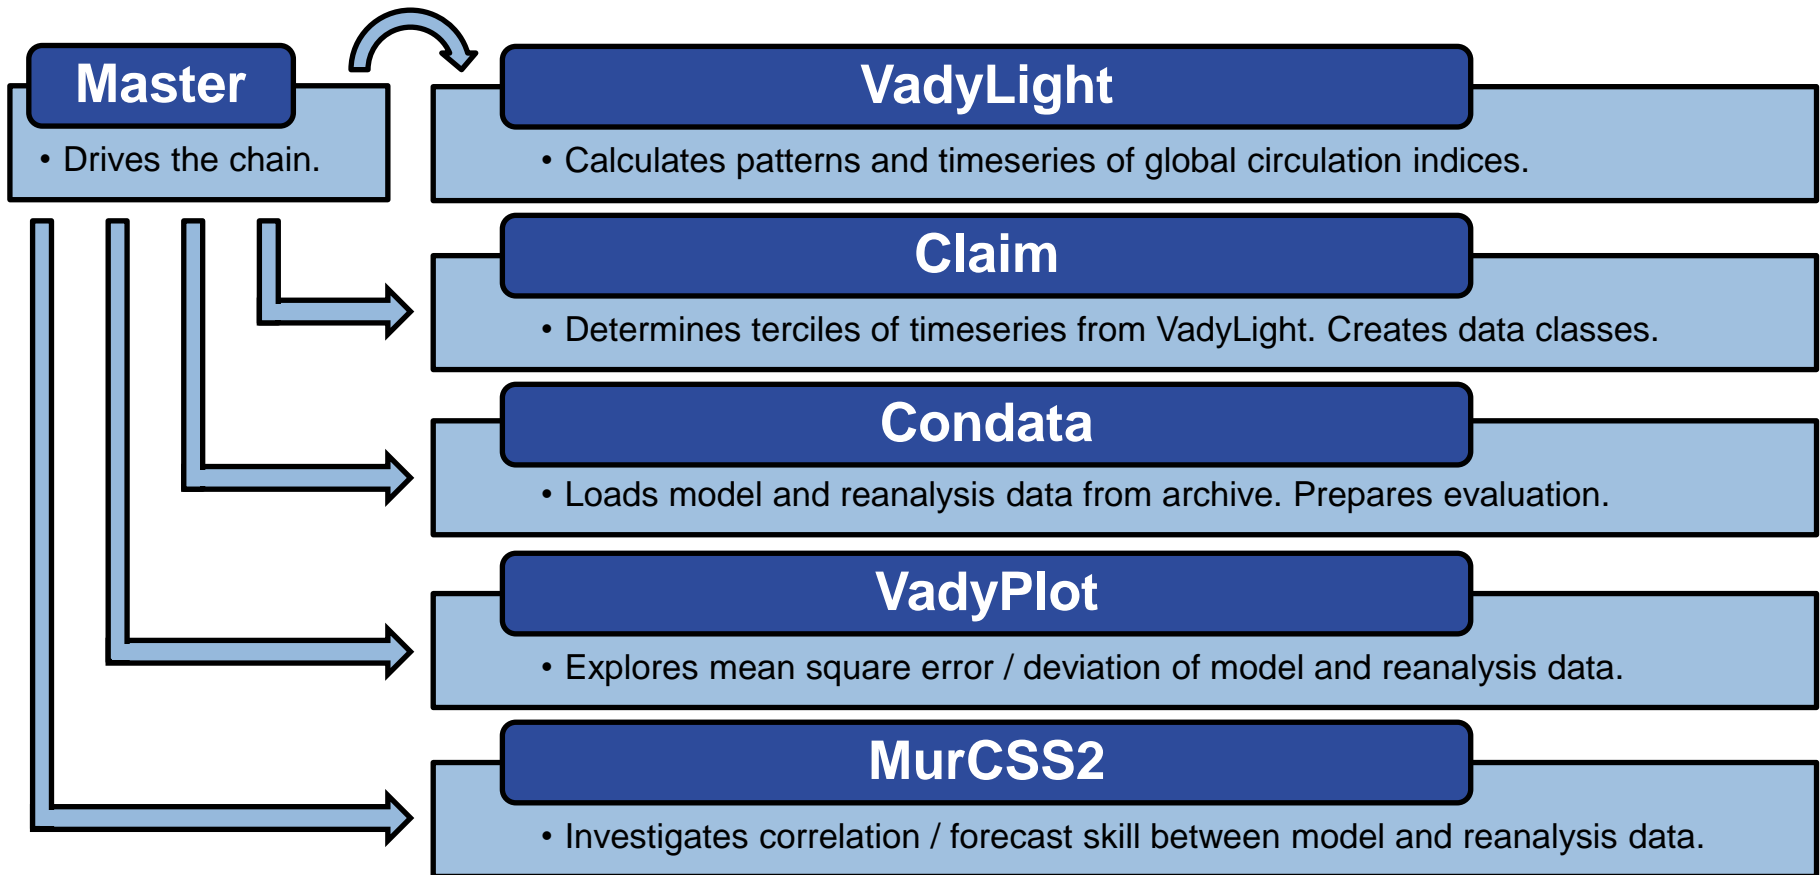 Master
• Drives the chain.
VadyLight
• Calculates patterns and timeseries of global circulation indices.
Claim
• Determines terciles of timeseries from VadyLight. Creates data classes.
Condata
• Loads model and reanalysis data from archive. Prepares evaluation.
VadyPlot
• Explores mean square error / deviation of model and reanalysis data.
MurCSS2
• Investigates correlation / forecast skill between model and reanalysis data.